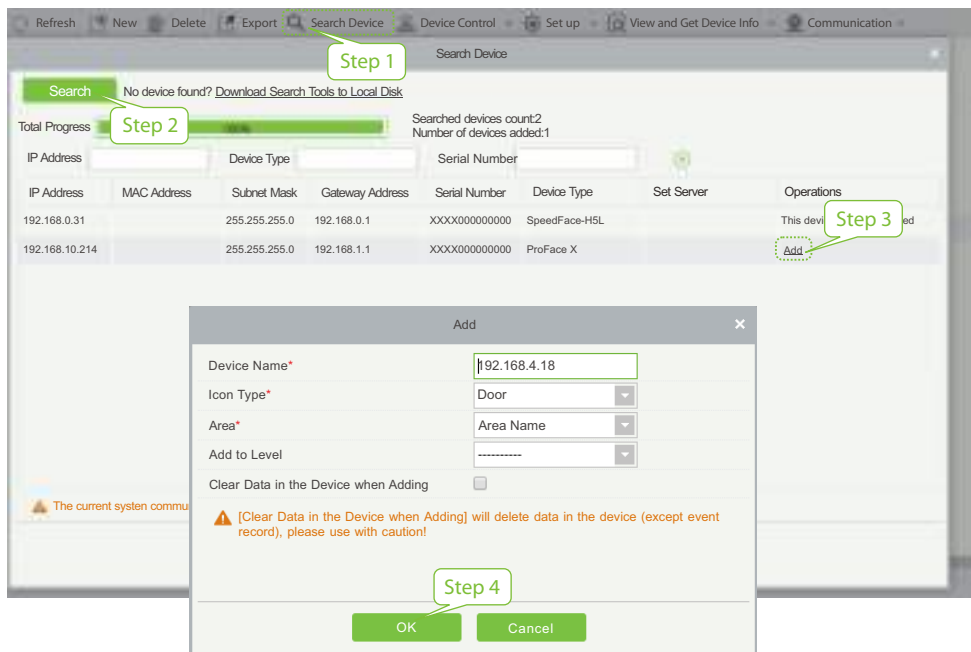 Refresh New Delete Export Search Device Device Control Set up View and Get Device Info Communication
Search Device
Step 1
Search No device found? Download Search Tools to Local Disk
Step 2
Total Progress
Searched devices count:2
Number of devices added:1
IP Address Device Type Serial Number
IP Address MAC Address Subnet Mask Gateway Address Serial Number Device Type Set Server Operations
192.168.0.31 255.255.255.0 192.168.0.1 XXXX000000000 SpeedFace-H5L This devi ed
Step 3
192.168.10.214 255.255.255.0 192.168.1.1 XXXX000000000 ProFace X Add
Add
Device Name* 192.168.4.18
Icon Type* Door
Area* Area Name
Add to Level ----------
Clear Data in the Device when Adding
The current systen commu
[Clear Data in the Device when Adding] will delete data in the device (except event
record), please use with caution!
Step 4
OK Cancel